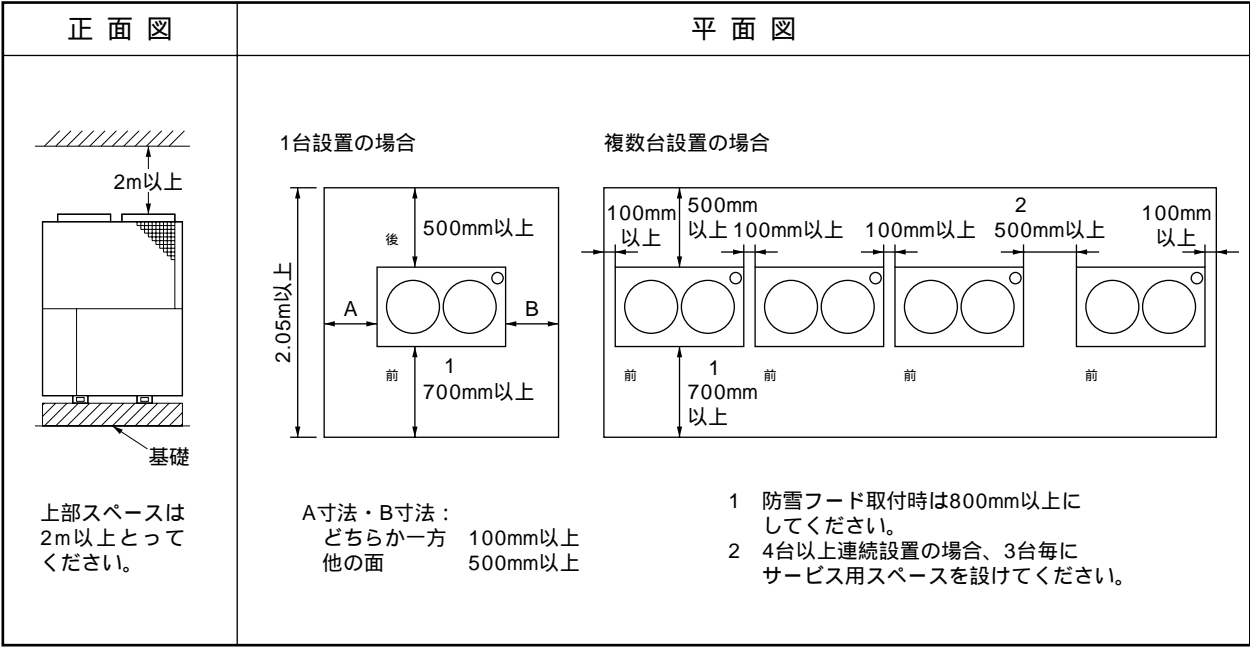 正面図
平面図
2m以上
基礎
上部スペースは
2m以上とって
ください。
1台設置の場合
2.05m以上
後
500mm以上
A
B
前
1
700mm以上
A寸法・B寸法：
どちらか一方 100mm以上
他の面 500mm以上
複数台設置の場合
100mm
以上
500mm
以上
100mm以上
100mm以上
2
500mm以上
100mm
以上
前
1
700mm
以上
前
前
前
1 防雪フード取付時は800mm以上に
してください。
2 4台以上連続設置の場合、3台毎に
サービス用スペースを設けてください。